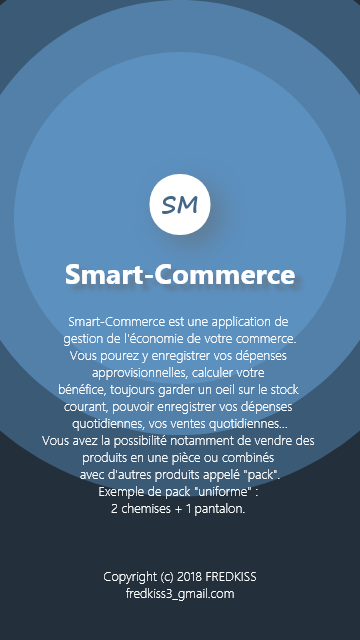 SM
Smart-Commerce
Smart-Commerce est une application de
gestion de l'économie de votre commerce.
Vous pourez y enregistrer vos dépenses
approvisionnelles, calculer votre
bénéfice, toujours garder un oeil sur le stock
courant, pouvoir enregistrer vos dépenses
quotidiennes, vos ventes quotidiennes...
Vous avez la possibilité notamment de vendre des
produits en une pièce ou combinés
avec d'autres produits appelé "pack".
Exemple de pack "uniforme" :
2 chemises + 1 pantalon.
Copyright (c) 2018 FREDKISS
fredkiss3_gmail.com